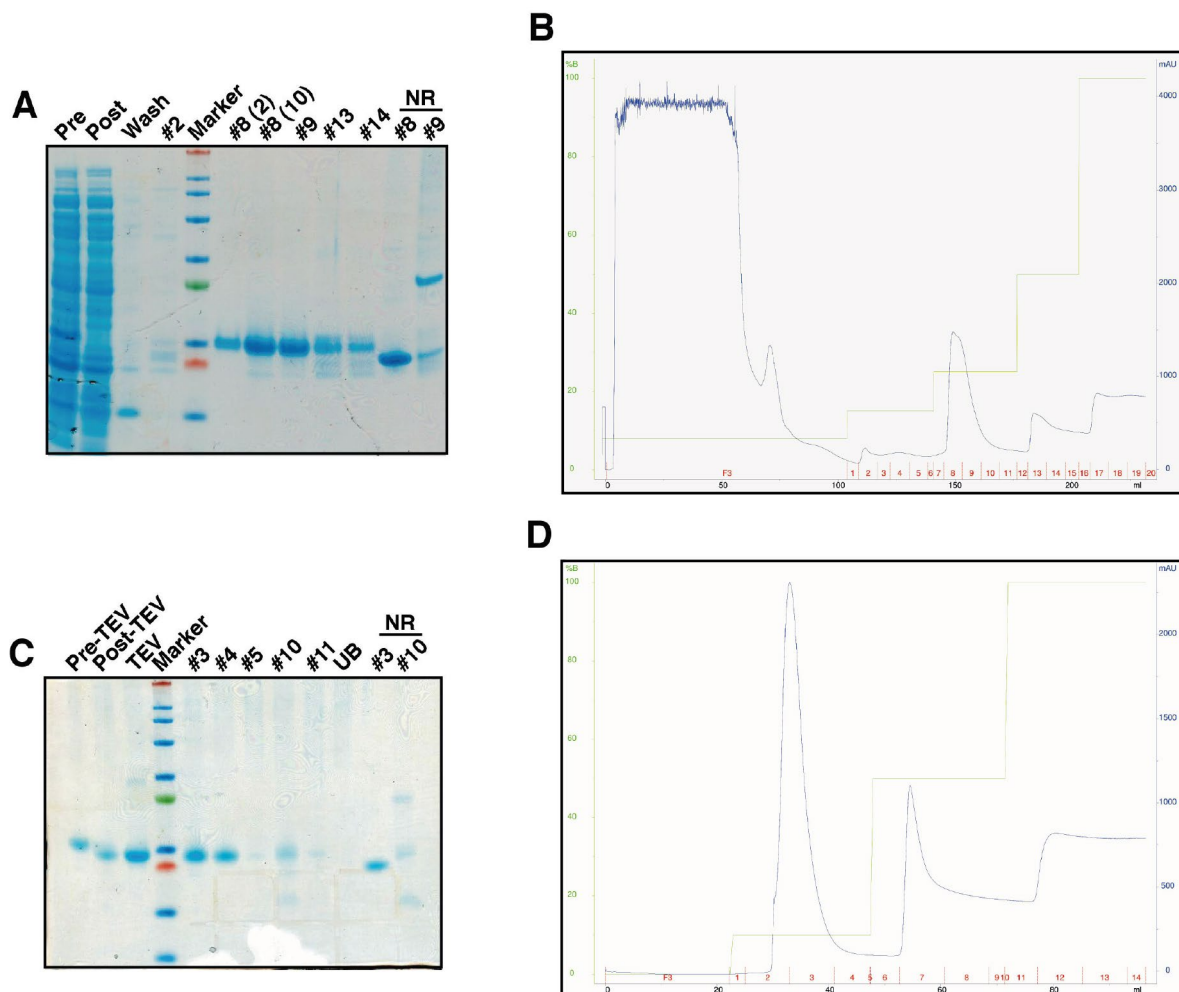 A
Pre Post Wash #2 Marker #8 (2) #8 (10) #9 #13 #14 NR #8 #9
B
%B
mAU
100
80
60
40
20
0
4000
3000
2000
1000
0
F3 1 2 3 4 5 6 7 8 9 10 11 12 13 14 15 16 17 18 19 20
0 50 100 150 200 ml
C
Pre-TEV Post-TEV TEV Marker #3 #4 #5 #10 #11 UB NR #3 #10
D
%B
mAU
100
80
60
40
20
0
2000
1500
1000
500
0
F3 1 2 3 4 5 6 7 8 9 10 11 12 13 14
20 40 60 80 ml